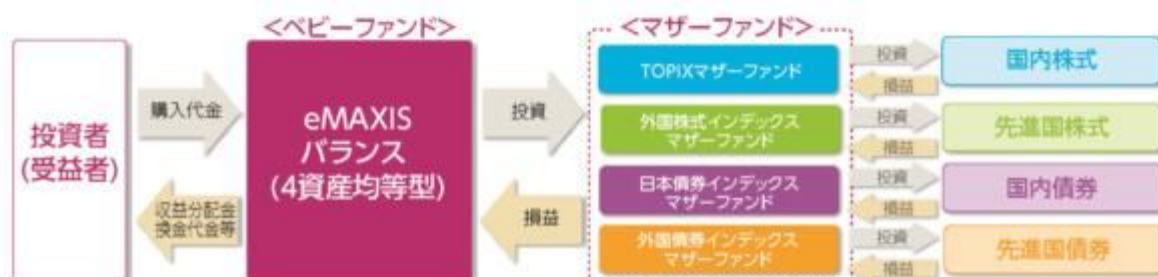 <ベビーファンド>
<マザーファンド>
投資者
(受益者)
購入代金
収益分配金
換金代金等
eMAXIS
バランス
(4資産均等型)
投資
損益
TOPIXマザーファンド
投資
損益
国内株式
外国株式インデックス
マザーファンド
投資
損益
先進国株式
日本債券インデックス
マザーファンド
投資
損益
国内債券
外国債券インデックス
マザーファンド
投資
損益
先進国債券